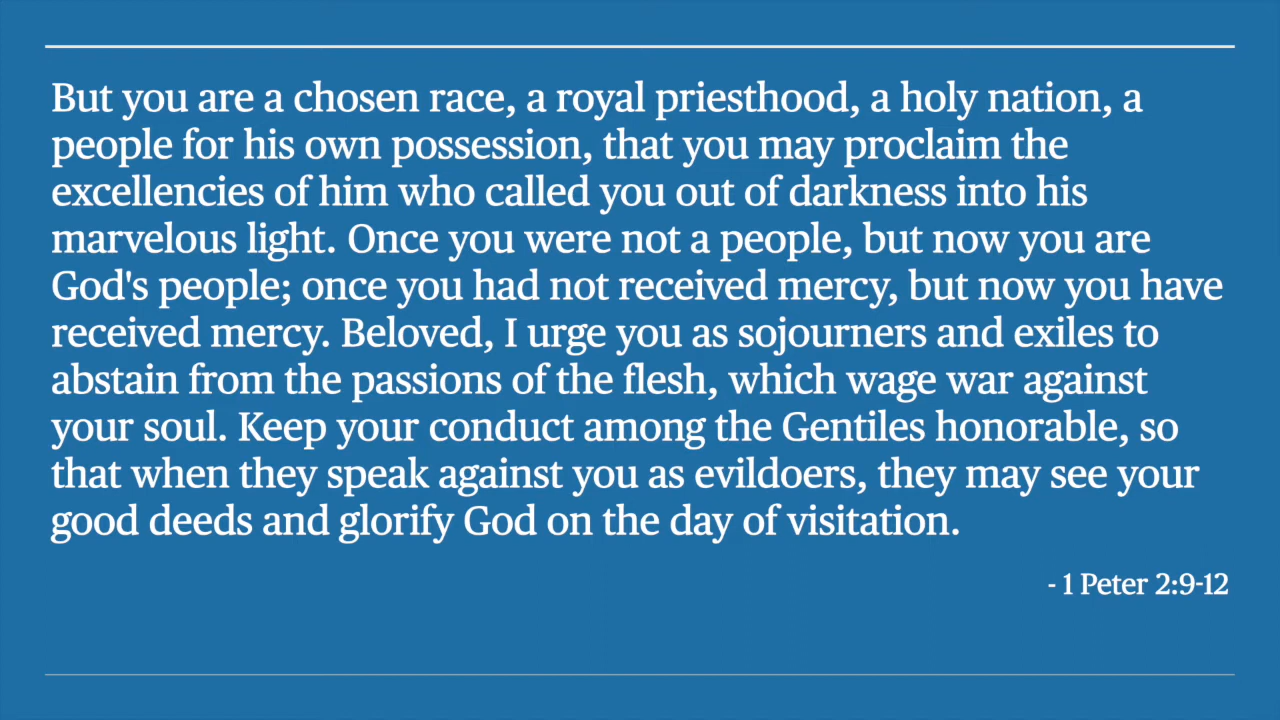 But you are a chosen race, a royal priesthood, a holy nation, a
people for his own possession, that you may proclaim the
excellencies of him who called you out of darkness into his
marvelous light. Once you were not a people, but now you are
God's people; once you had not received mercy, but now you have
received mercy. Beloved, I urge you as sojourners and exiles to
abstain from the passions of the flesh, which wage war against
your soul. Keep your conduct among the Gentiles honorable, so
that when they speak against you as evildoers, they may see your
good deeds and glorify God on the day of visitation.
- 1 Peter 2:9-12